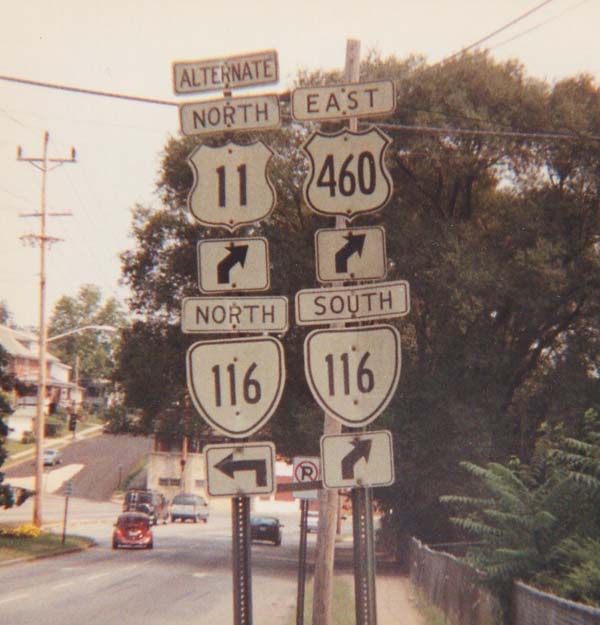 ALTERNATE
NORTH
11
NORTH
116
EAST
460
SOUTH
116
P